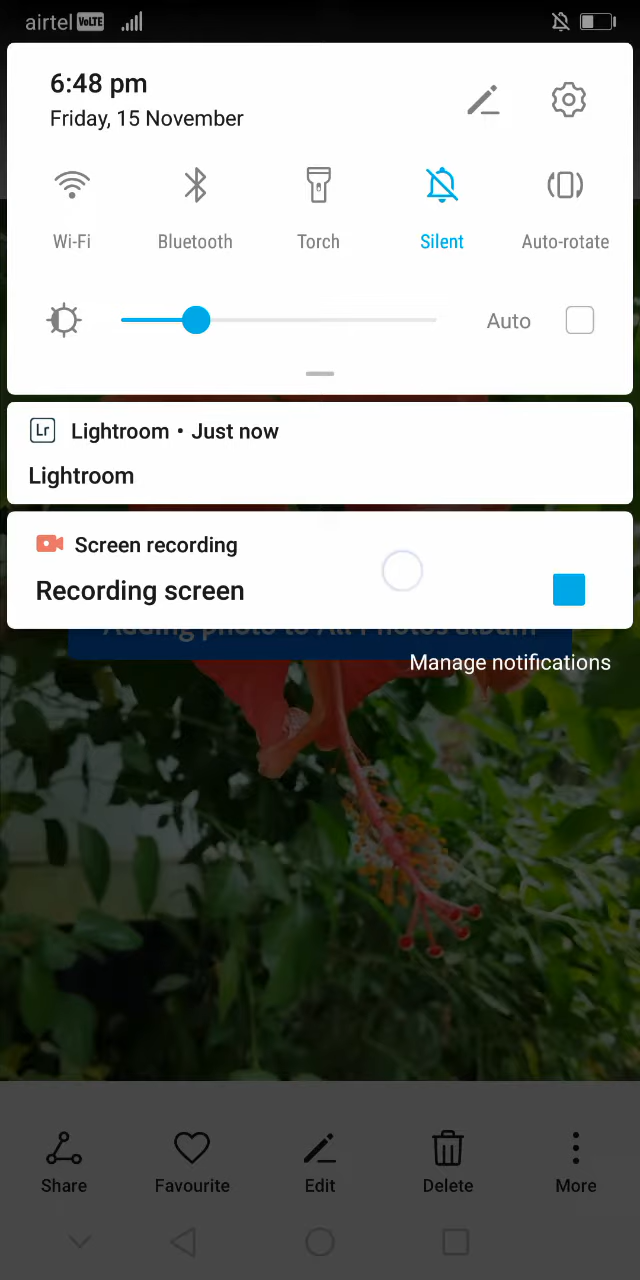 airtel VoLTE
6:48 pm
Friday, 15 November
Wi-Fi Bluetooth Torch Silent Auto-rotate
Auto
Lr Lightroom • Just now
Lightroom
Screen recording
Recording screen
Adding photo to All Photos album
Manage notifications
Share Favourite Edit Delete More